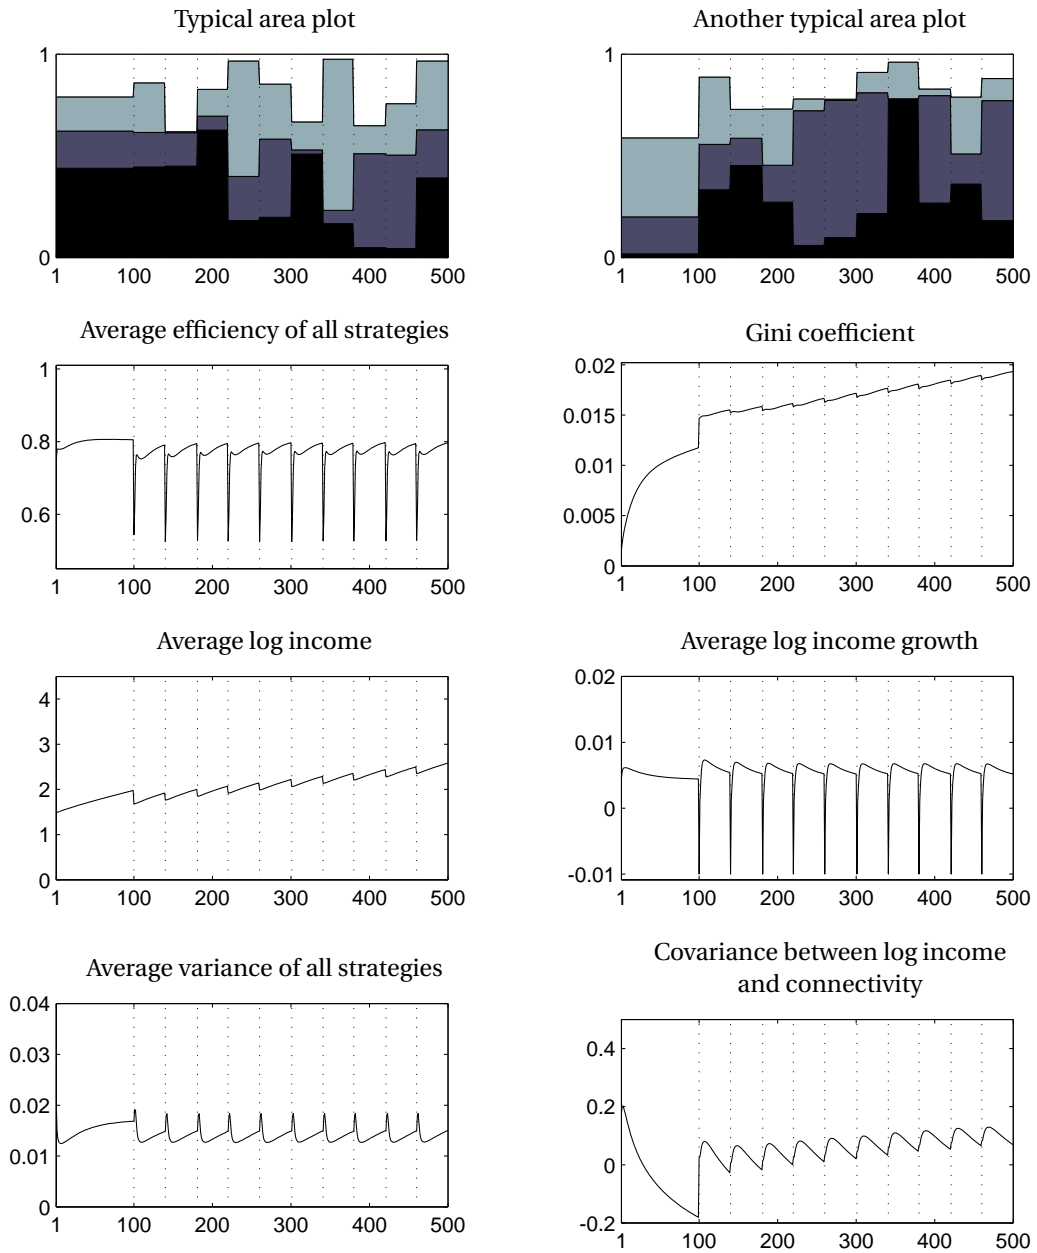 Typical area plot
Another typical area plot
1
0
1 100 200 300 400 500
1
0
1 100 200 300 400 500
Average efficiency of all strategies
Gini coefficient
1
0.8
0.6
1 100 200 300 400 500
0.02
0.015
0.01
0.005
0
1 100 200 300 400 500
Average log income
Average log income growth
4
3
2
1
0
1 100 200 300 400 500
0.02
0.01
0
-0.01
1 100 200 300 400 500
Average variance of all strategies
Covariance between log income
and connectivity
0.04
0.03
0.02
0.01
0
1 100 200 300 400 500
0.4
0.2
0
-0.2
1 100 200 300 400 500